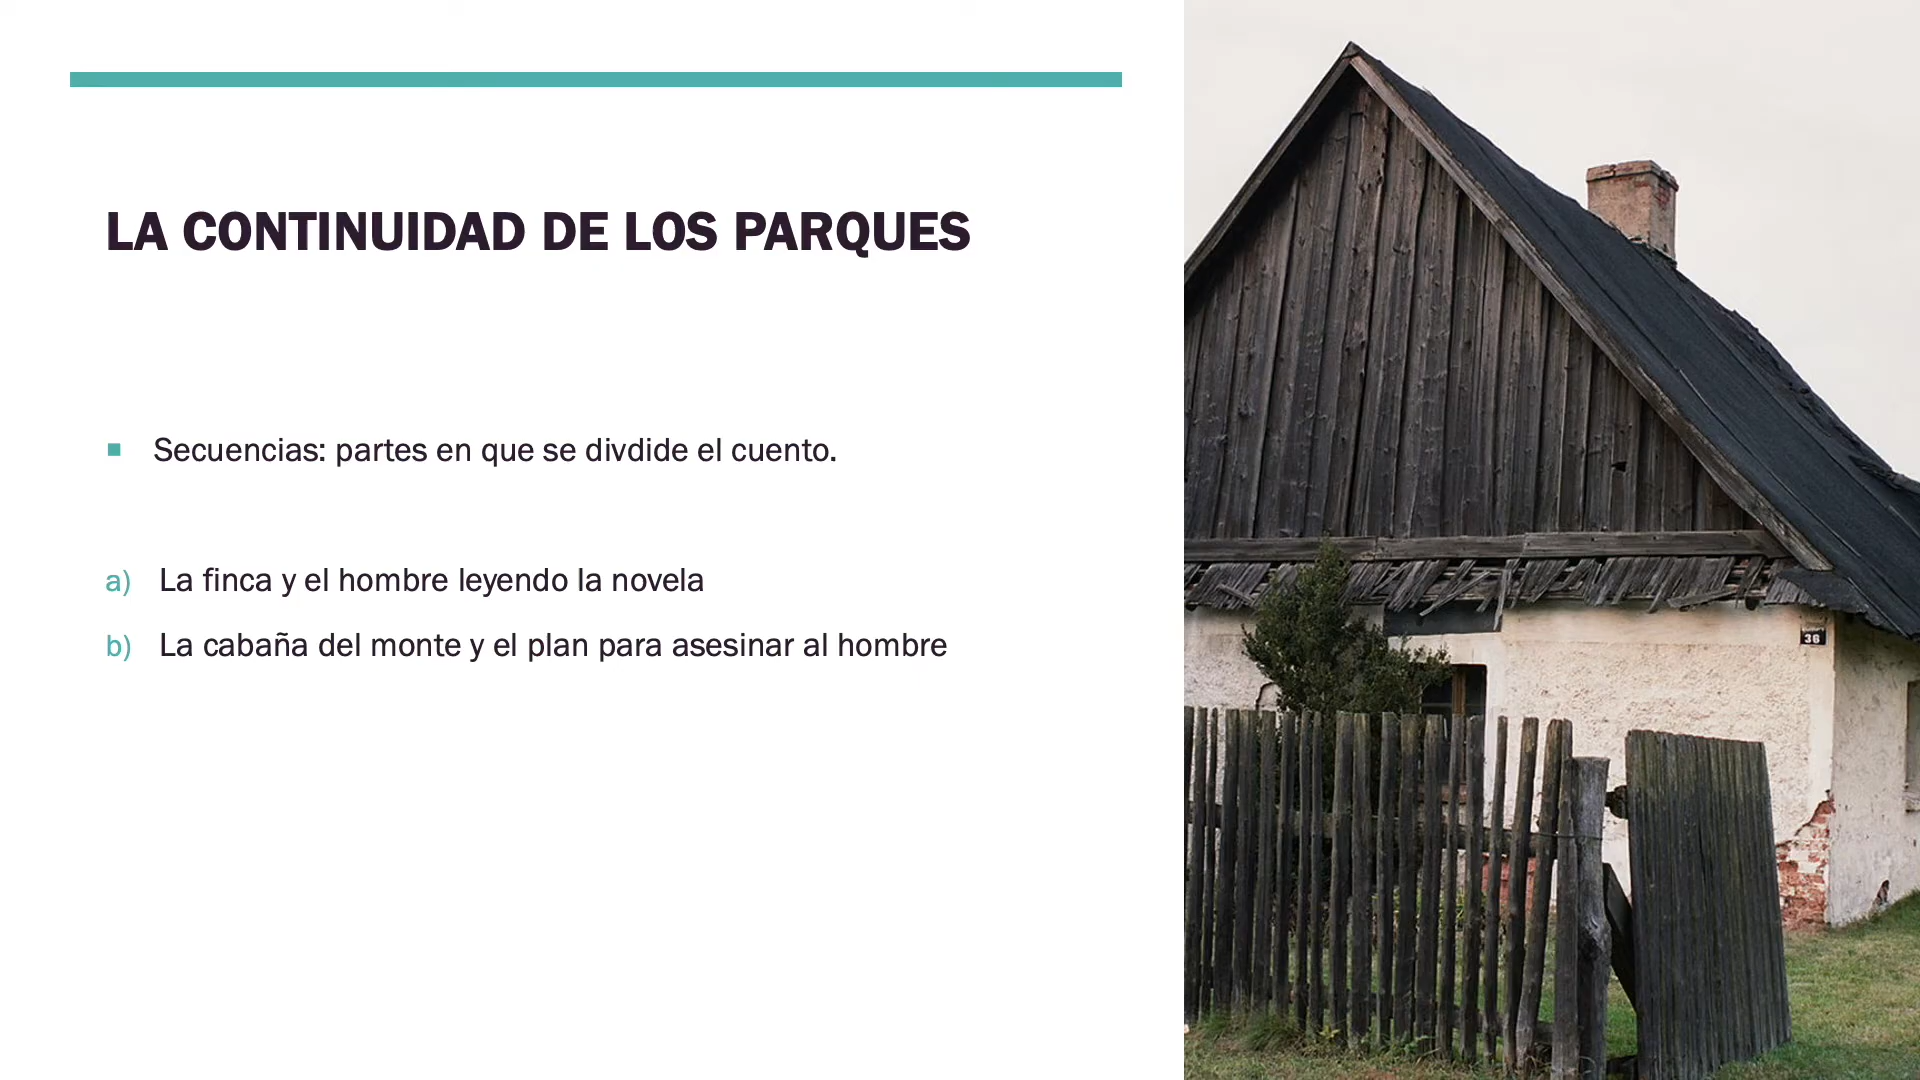 LA CONTINUIDAD DE LOS PARQUES
Secuencias: partes en que se divdide el cuento.
a) La finca y el hombre leyendo la novela
b) La cabaña del monte y el plan para asesinar al hombre
36